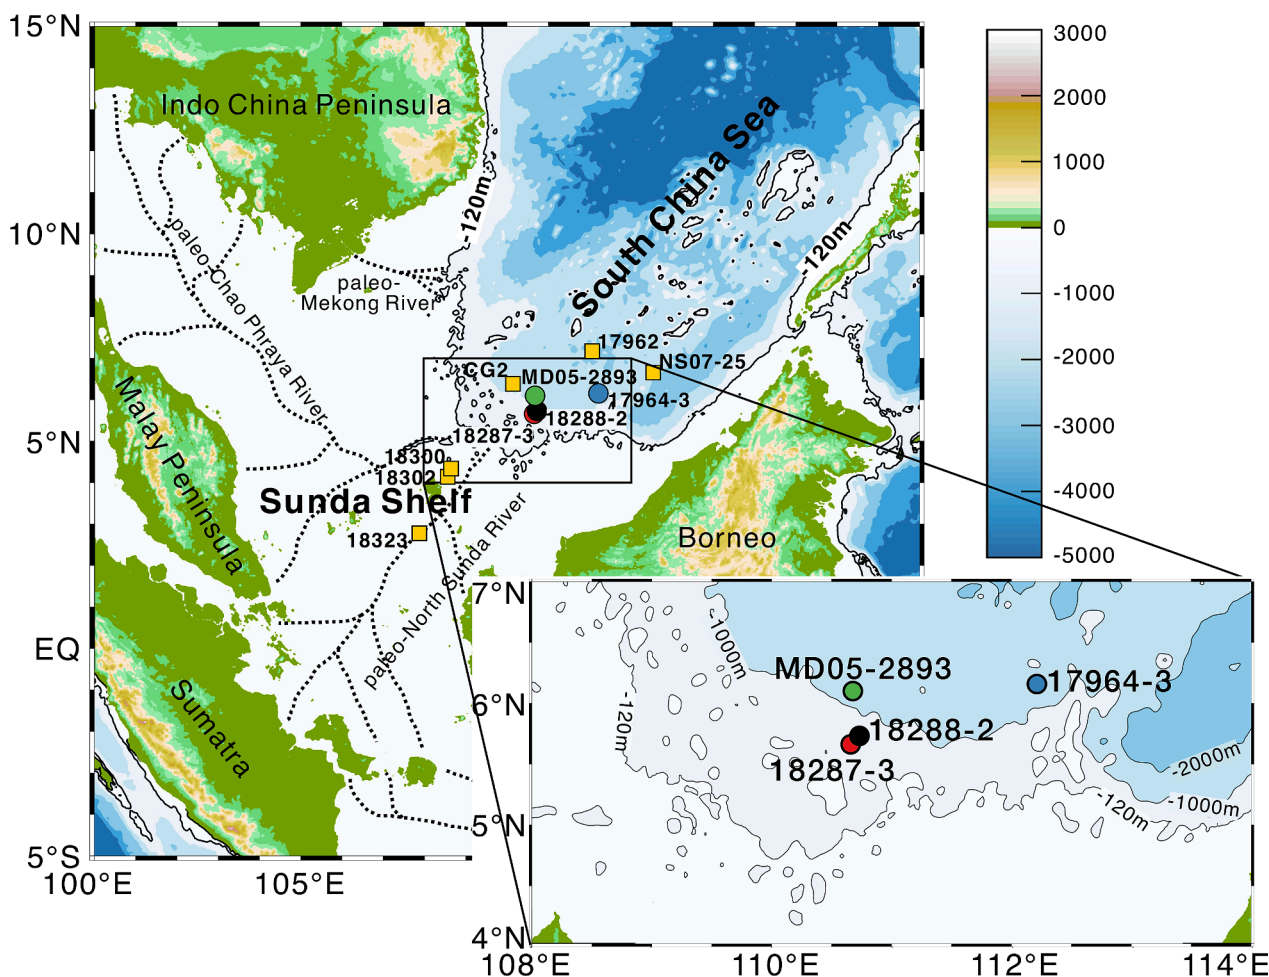 15°N
10°N
5°N
EQ
5°S
100°E
105°E
Indo China Peninsula
South China Sea
-120m
-120m
paleo-Chao Phraya River
paleo-
Mekong River
17962
NS07-25
CG2
MD05-2893
17964-3
18288-2
18287-3
18300
18302
Sunda Shelf
18323
Malay Peninsula
Borneo
paleo-North Sunda River
Sumatra
3000
2000
1000
0
-1000
-2000
-3000
-4000
-5000
7°N
6°N
5°N
4°N
108°E
110°E
112°E
114°E
-1000m
-120m
MD05-2893
17964-3
18288-2
18287-3
-2000m
-1000m
-120m